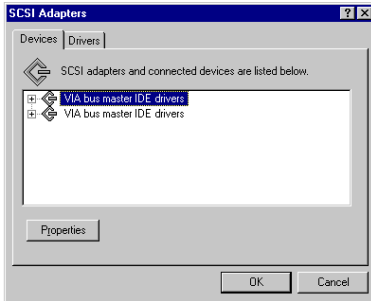 SCSI Adapters
Devices Drivers
SCSI adapters and connected devices are listed below.
VIA bus master IDE drivers
VIA bus master IDE drivers
Properties
OK Cancel